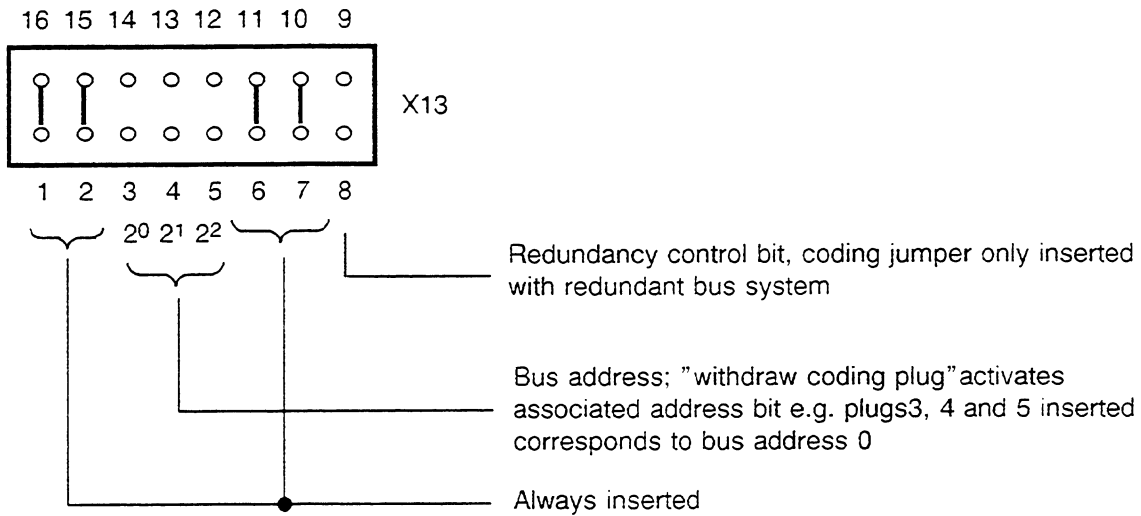 16 15 14 13 12 11 10 9
X13
1 2 3 4 5 6 7 8
2⁰ 2¹ 2²
Redundancy control bit, coding jumper only inserted
with redundant bus system
Bus address; "withdraw coding plug"activates
associated address bit e.g. plugs3, 4 and 5 inserted
corresponds to bus address 0
Always inserted